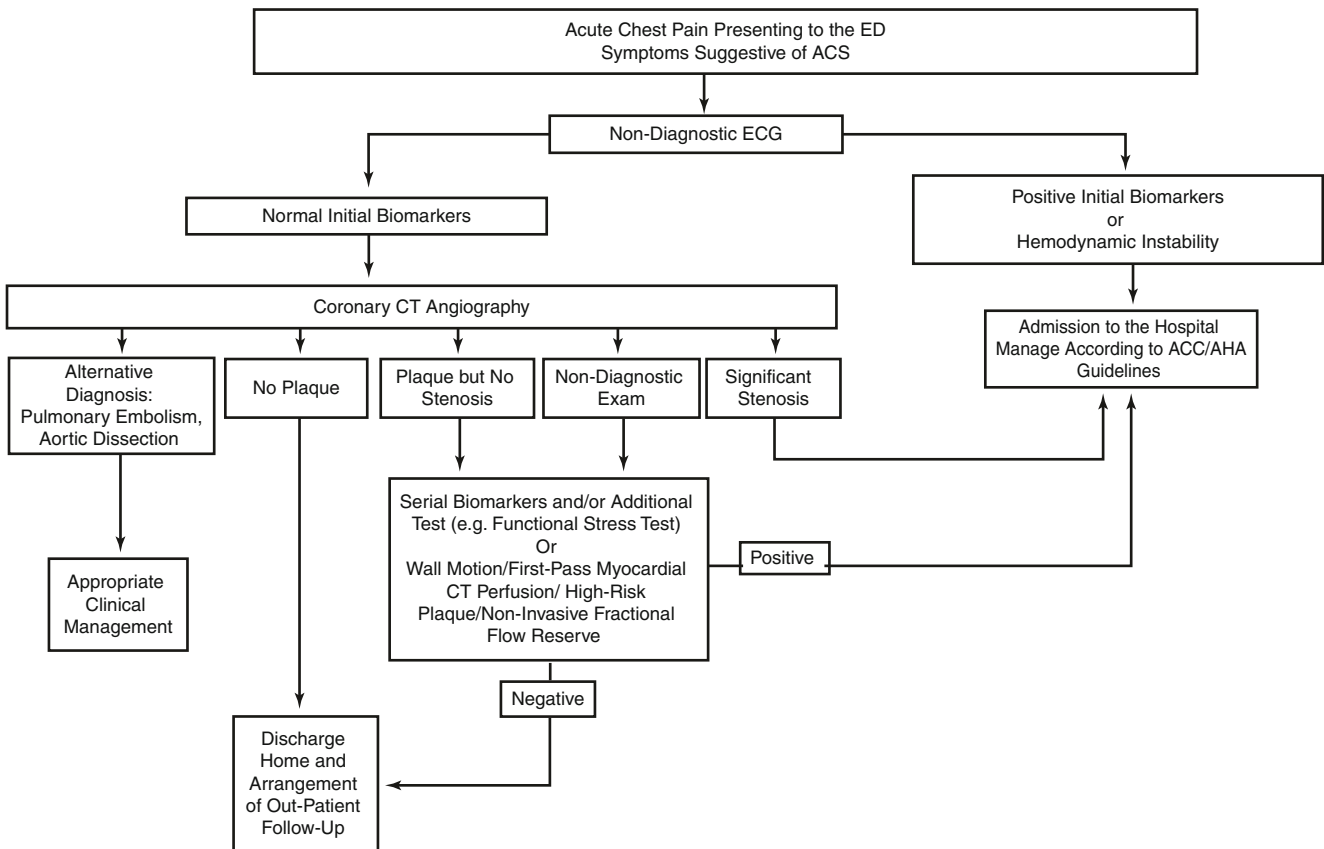 Acute Chest Pain Presenting to the ED
Symptoms Suggestive of ACS
Non-Diagnostic ECG
Normal Initial Biomarkers
Positive Initial Biomarkers
or
Hemodynamic Instability
Coronary CT Angiography
Admission to the Hospital
Manage According to ACC/AHA
Guidelines
Alternative
Diagnosis:
Pulmonary Embolism,
Aortic Dissection
No Plaque
Plaque but No
Stenosis
Non-Diagnostic
Exam
Significant
Stenosis
Serial Biomarkers and/or Additional
Test (e.g. Functional Stress Test)
Or
Wall Motion/First-Pass Myocardial
CT Perfusion/ High-Risk
Plaque/Non-Invasive Fractional
Flow Reserve
Positive
Appropriate
Clinical
Management
Negative
Discharge
Home and
Arrangement
of Out-Patient
Follow-Up